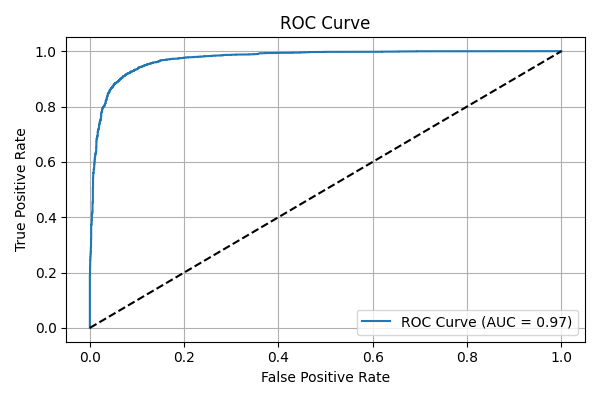 ROC Curve
True Positive Rate
1.0
0.8
0.6
0.4
0.2
0.0
ROC Curve (AUC = 0.97)
0.0 0.2 0.4 0.6 0.8 1.0
False Positive Rate